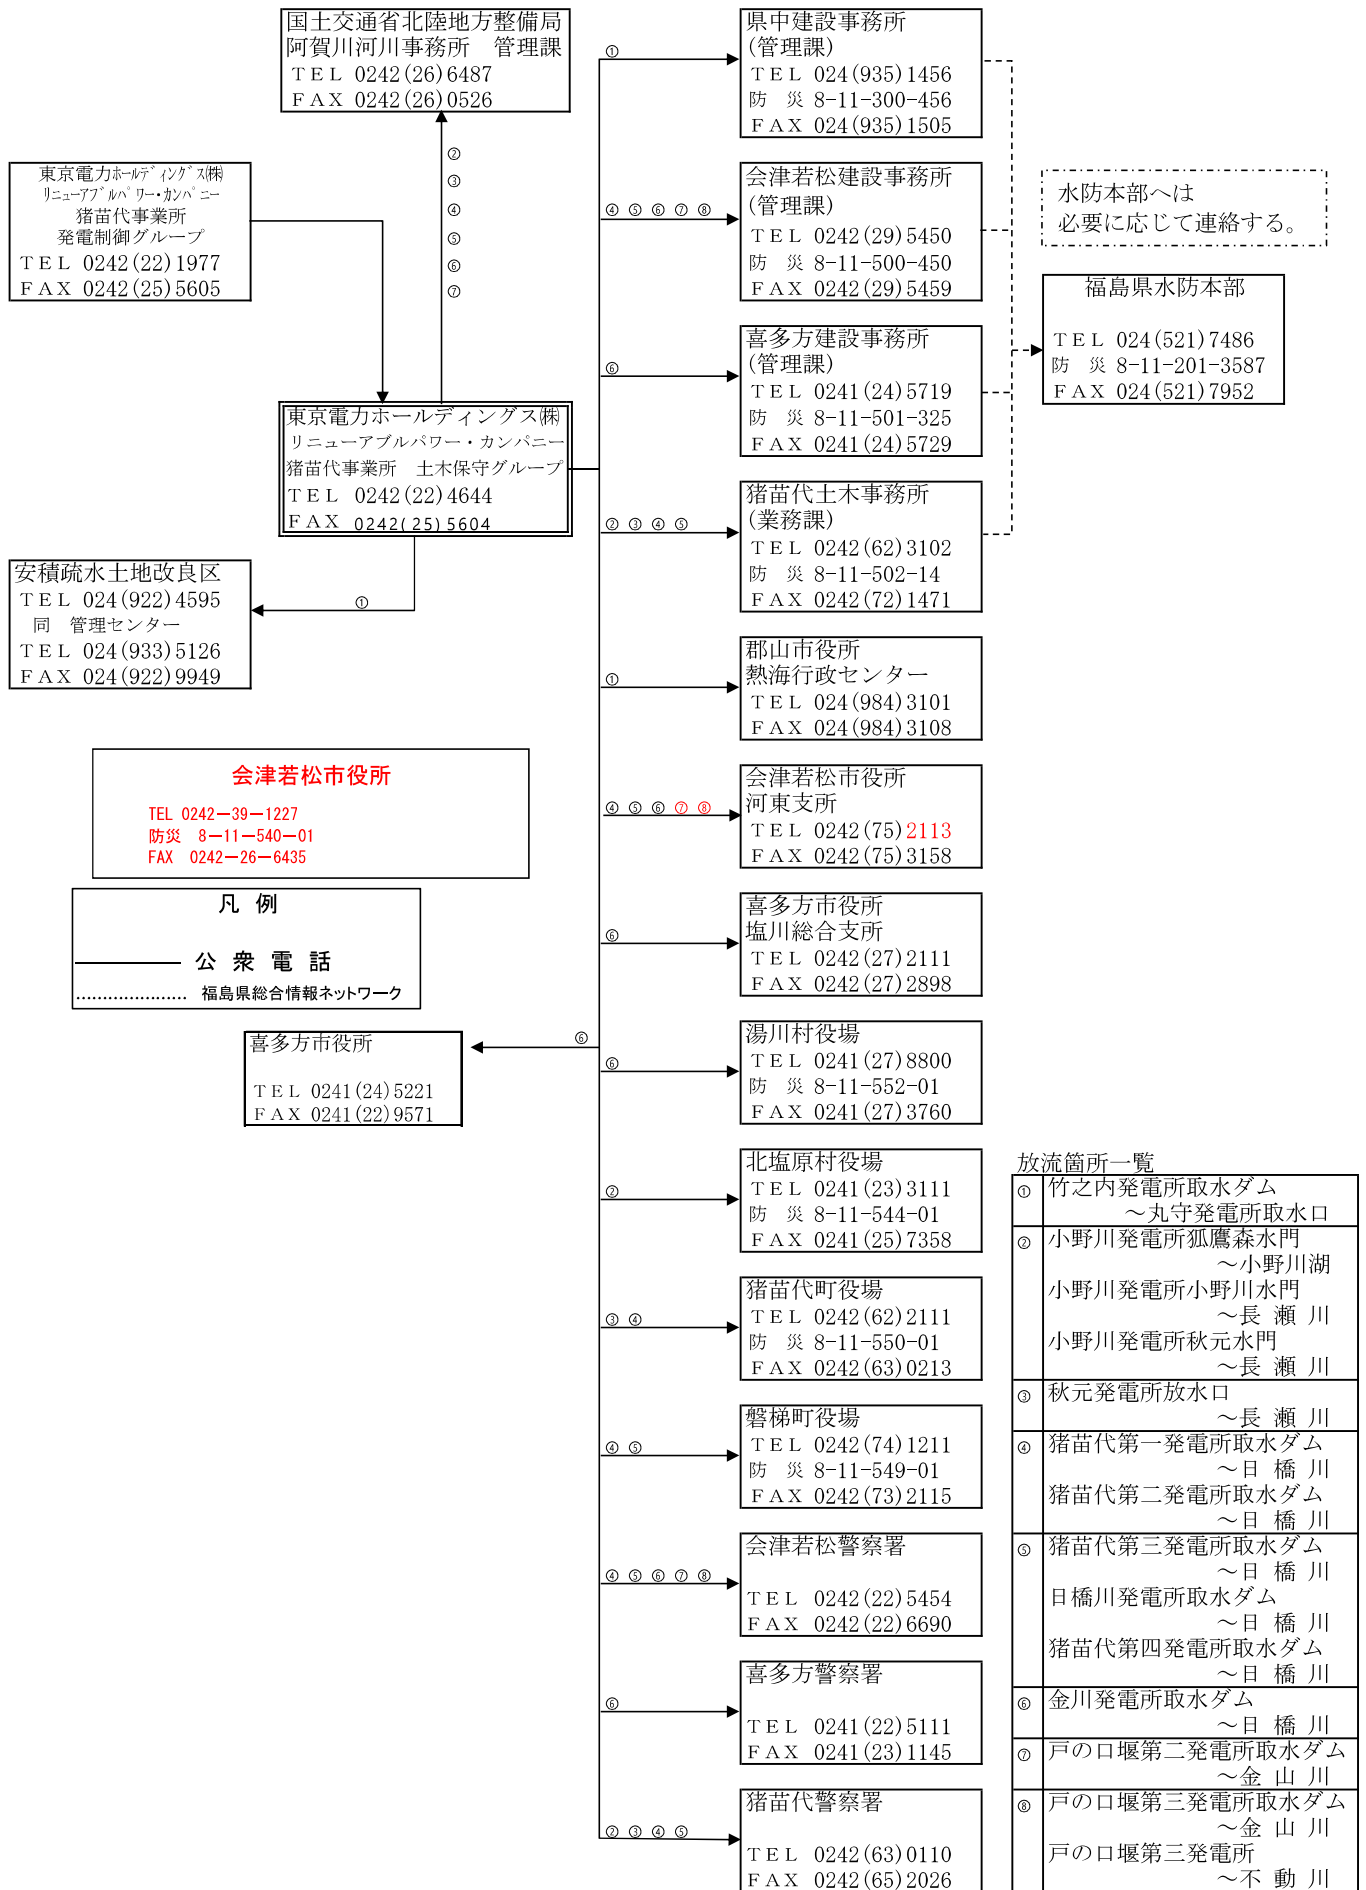 国土交通省北陸地方整備局
阿賀川河川事務所　管理課
ＴＥＬ 0242(26)6487
ＦＡＸ 0242(26)0526
②
③
④
⑤
⑥
⑦
東京電力ﾎｰﾙﾃﾞｨﾝｸﾞｽ㈱
ﾘﾆｭｰｱﾌﾞﾙﾊﾟﾜｰ・ｶﾝﾊﾟﾆｰ
猪苗代事業所
発電制御グループ
ＴＥＬ 0242(22)1977
ＦＡＸ 0242(25)5605
東京電力ホールディングス㈱
リニューアブルパワー・カンパニー
猪苗代事業所　土木保守グループ
ＴＥＬ 0242(22)4644
ＦＡＸ 0242(25)5604
安積疏水土地改良区
ＴＥＬ 024(922)4595
同　管理センター
ＴＥＬ 024(933)5126
ＦＡＸ 024(922)9949
①
会津若松市役所
TEL 0242－39－1227
防災　8－11－540－01
FAX　0242－26－6435
凡 例
公 衆 電 話
福島県総合情報ネットワーク
喜多方市役所
ＴＥＬ 0241(24)5221
ＦＡＸ 0241(22)9571
⑥
①
県中建設事務所
(管理課)
ＴＥＬ 024(935)1456
防　災 8-11-300-456
ＦＡＸ 024(935)1505
④ ⑤ ⑥ ⑦ ⑧
会津若松建設事務所
(管理課)
ＴＥＬ 0242(29)5450
防　災 8-11-500-450
ＦＡＸ 0242(29)5459
⑥
喜多方建設事務所
(管理課)
ＴＥＬ 0241(24)5719
防　災 8-11-501-325
ＦＡＸ 0241(24)5729
② ③ ④ ⑤
猪苗代土木事務所
(業務課)
ＴＥＬ 0242(62)3102
防　災 8-11-502-14
ＦＡＸ 0242(72)1471
①
郡山市役所
熱海行政センター
ＴＥＬ 024(984)3101
ＦＡＸ 024(984)3108
④ ⑤ ⑥ ⑦ ⑧
会津若松市役所
河東支所
ＴＥＬ 0242(75)2113
ＦＡＸ 0242(75)3158
⑥
喜多方市役所
塩川総合支所
ＴＥＬ 0242(27)2111
ＦＡＸ 0242(27)2898
⑥
湯川村役場
ＴＥＬ 0241(27)8800
防　災 8-11-552-01
ＦＡＸ 0241(27)3760
②
北塩原村役場
ＴＥＬ 0241(23)3111
防　災 8-11-544-01
ＦＡＸ 0241(25)7358
③ ④
猪苗代町役場
ＴＥＬ 0242(62)2111
防　災 8-11-550-01
ＦＡＸ 0242(63)0213
④ ⑤
磐梯町役場
ＴＥＬ 0242(74)1211
防　災 8-11-549-01
ＦＡＸ 0242(73)2115
④ ⑤ ⑥ ⑦ ⑧
会津若松警察署
ＴＥＬ 0242(22)5454
ＦＡＸ 0242(22)6690
⑥
喜多方警察署
ＴＥＬ 0241(22)5111
ＦＡＸ 0241(23)1145
② ③ ④ ⑤
猪苗代警察署
ＴＥＬ 0242(63)0110
ＦＡＸ 0242(65)2026
水防本部へは
必要に応じて連絡する。
福島県水防本部
ＴＥＬ 024(521)7486
防　災 8-11-201-3587
ＦＡＸ 024(521)7952
放流箇所一覧
① 竹之内発電所取水ダム
～丸守発電所取水口
② 小野川発電所狐鷹森水門
～小野川湖
小野川発電所小野川水門
～長 瀬 川
小野川発電所秋元水門
～長 瀬 川
③ 秋元発電所放水口
～長 瀬 川
④ 猪苗代第一発電所取水ダム
～日 橋 川
猪苗代第二発電所取水ダム
～日 橋 川
⑤ 猪苗代第三発電所取水ダム
～日 橋 川
日橋川発電所取水ダム
～日 橋 川
猪苗代第四発電所取水ダム
～日 橋 川
⑥ 金川発電所取水ダム
～日 橋 川
⑦ 戸の口堰第二発電所取水ダム
～金 山 川
⑧ 戸の口堰第三発電所取水ダム
～金 山 川
戸の口堰第三発電所
～不 動 川